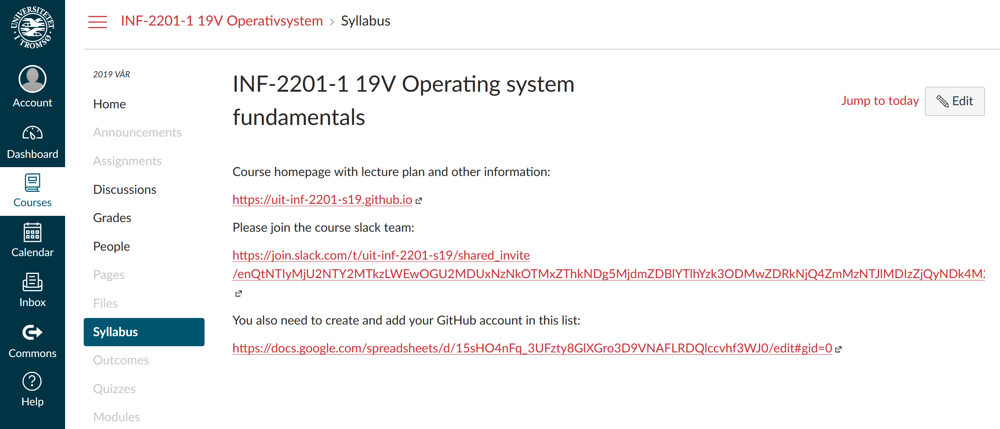 UNIVERSITETET
I TROMSØ
Account
Dashboard
Courses
Calendar
Inbox
Commons
Help
INF-2201-1 19V Operativsystem › Syllabus
2019 VÅR
Home
Announcements
Assignments
Discussions
Grades
People
Pages
Files
Syllabus
Outcomes
Quizzes
Modules
INF-2201-1 19V Operating system
fundamentals
Jump to today
Edit
Course homepage with lecture plan and other information:
https://uit-inf-2201-s19.github.io
Please join the course slack team:
https://join.slack.com/t/uit-inf-2201-s19/shared_invite
/enQtNTIyMjU2NTY2MTkzLWEwOGU2MDUxNzNkOTMxZThkNDg5MjdmZDBlYTlhYzk3ODMwZDRkNjQ4ZmMzNTJlMDIzZjQyNDk4M2
You also need to create and add your GitHub account in this list:
https://docs.google.com/spreadsheets/d/15sHO4nFq_3UFzty8GlXGro3D9VNAFLRDQlccvhf3WJ0/edit#gid=0